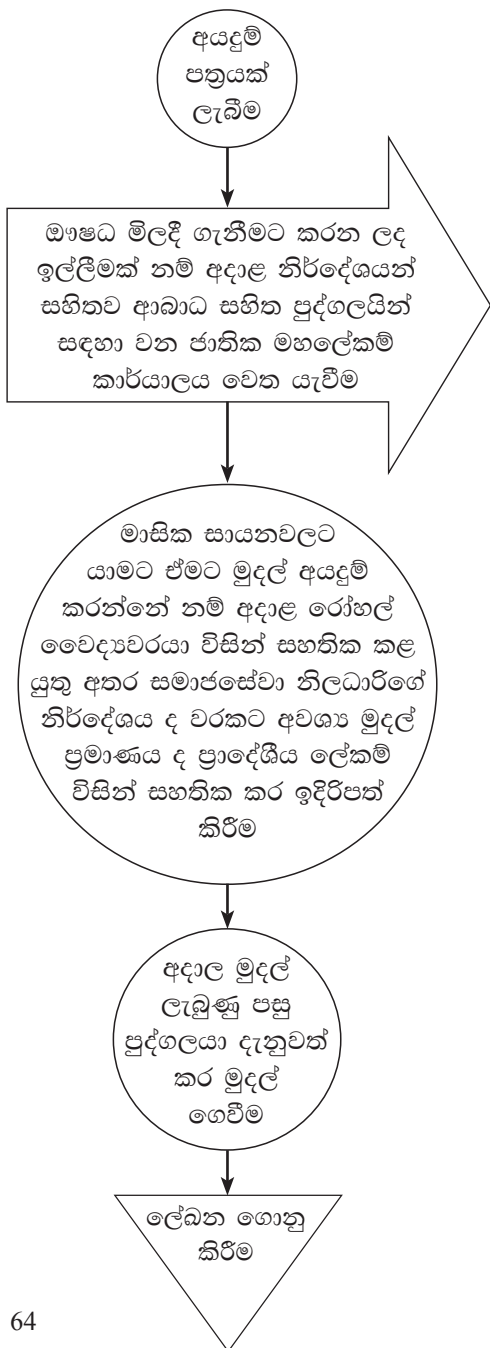 අයදුම්
පත්‍රයක්
ලැබීම
ඖෂධ මිලදී ගැනීමට කරන ලද
ඉල්ලීමක් නම් අදාළ නිර්දේශයන්
සහිතව ආබාධ සහිත පුද්ගලයින්
සඳහා වන ජාතික මහලේකම්
කාර්යාලය වෙත යැවීම
මාසික සායනවලට
යාමට ඒමට මුදල් අයදුම්
කරන්නේ නම් අදාළ රෝහල්
වෛද්‍යවරයා විසින් සහතික කළ
යුතු අතර සමාජසේවා නිලධාරිගේ
නිර්දේශය ද වරකට අවශ්‍ය මුදල්
ප්‍රමාණය ද ප්‍රාදේශීය ලේකම්
විසින් සහතික කර ඉදිරිපත්
කිරීම
අදාල මුදල්
ලැබුණු පසු
පුද්ගලයා දැනුවත්
කර මුදල්
ගෙවීම
ලේඛන ගොනු
කිරීම
64